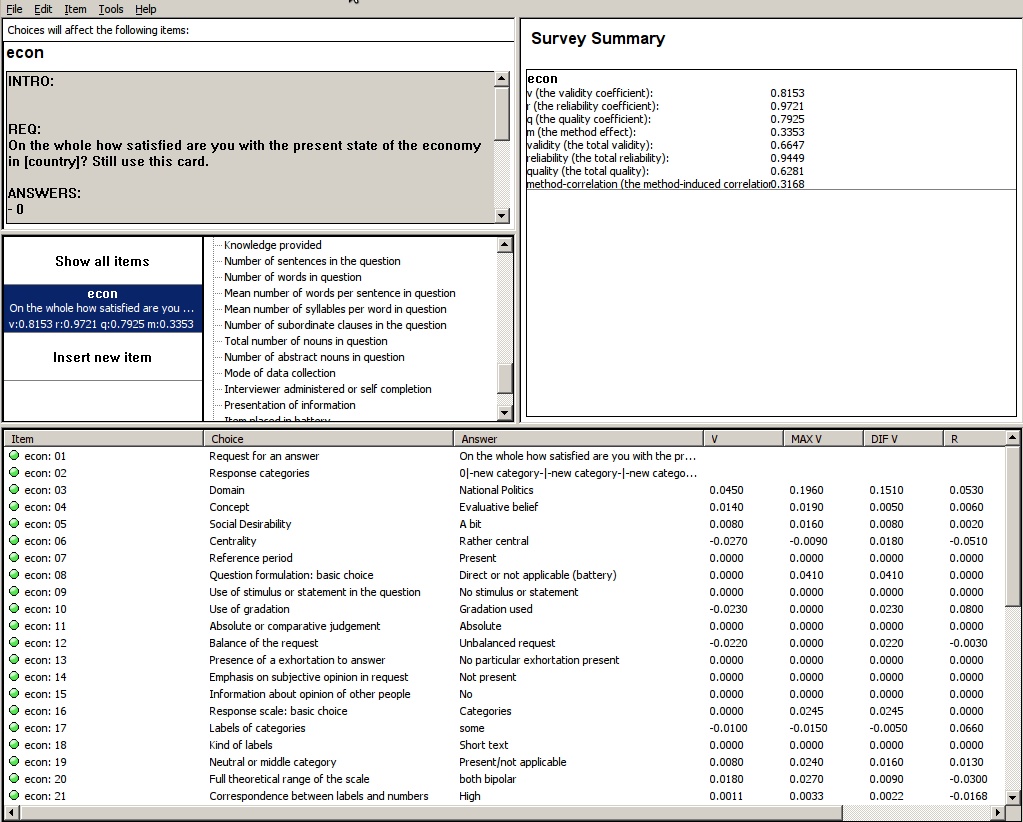 File Edit Item Tools Help
Choices will affect the following items:
econ
INTRO:
REQ:
On the whole how satisfied are you with the present state of the economy
in [country]? Still use this card.
ANSWERS:
- 0
Survey Summary
econ
v (the validity coefficient): 0.8153
r (the reliability coefficient): 0.9721
q (the quality coefficient): 0.7925
m (the method effect): 0.3353
validity (the total validity): 0.6647
reliability (the total reliability): 0.9449
quality (the total quality): 0.6281
method-correlation (the method-induced correlation 0.3168
Show all items
econ
On the whole how satisfied are you ...
v:0.8153 r:0.9721 q:0.7925 m:0.3353
Insert new item
Knowledge provided
Number of sentences in the question
Number of words in question
Mean number of words per sentence in question
Mean number of syllables per word in question
Number of subordinate clauses in the question
Total number of nouns in question
Number of abstract nouns in question
Mode of data collection
Interviewer administered or self completion
Presentation of information
Item placed in battery
Item Choice Answer V MAX V DIF V R
econ: 01 Request for an answer On the whole how satisfied are you with the pr...
econ: 02 Response categories 0|-new category-|-new category-|-new catego...
econ: 03 Domain National Politics 0.0450 0.1960 0.1510 0.0530
econ: 04 Concept Evaluative belief 0.0140 0.0190 0.0050 0.0060
econ: 05 Social Desirability A bit 0.0080 0.0160 0.0080 0.0020
econ: 06 Centrality Rather central -0.0270 -0.0090 0.0180 -0.0510
econ: 07 Reference period Present 0.0000 0.0000 0.0000 0.0000
econ: 08 Question formulation: basic choice Direct or not applicable (battery) 0.0000 0.0410 0.0410 0.0000
econ: 09 Use of stimulus or statement in the question No stimulus or statement 0.0000 0.0000 0.0000 0.0000
econ: 10 Use of gradation Gradation used -0.0230 0.0000 0.0230 0.0800
econ: 11 Absolute or comparative judgement Absolute 0.0000 0.0000 0.0000 0.0000
econ: 12 Balance of the request Unbalanced request -0.0220 0.0000 0.0220 -0.0030
econ: 13 Presence of a exhortation to answer No particular exhortation present 0.0000 0.0000 0.0000 0.0000
econ: 14 Emphasis on subjective opinion in request Not present 0.0000 0.0000 0.0000 0.0000
econ: 15 Information about opinion of other people No 0.0000 0.0000 0.0000 0.0000
econ: 16 Response scale: basic choice Categories 0.0000 0.0245 0.0245 0.0000
econ: 17 Labels of categories some -0.0100 -0.0150 -0.0050 0.0660
econ: 18 Kind of labels Short text 0.0000 0.0000 0.0000 0.0000
econ: 19 Neutral or middle category Present/not applicable 0.0080 0.0240 0.0160 0.0130
econ: 20 Full theoretical range of the scale both bipolar 0.0180 0.0270 0.0090 -0.0300
econ: 21 Correspondence between labels and numbers High 0.0011 0.0033 0.0022 -0.0168